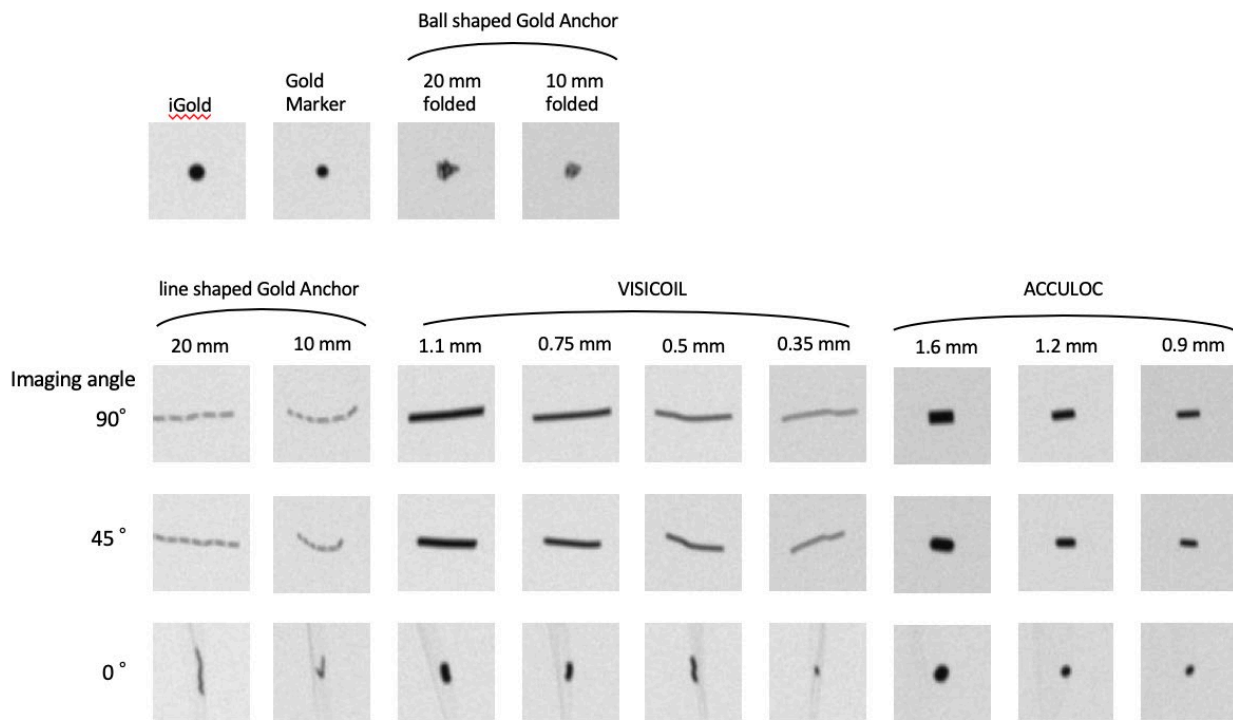 Ball shaped Gold Anchor
iGold
Gold
Marker
20 mm
folded
10 mm
folded
line shaped Gold Anchor
VISICOIL
ACCULOC
20 mm
10 mm
1.1 mm
0.75 mm
0.5 mm
0.35 mm
1.6 mm
1.2 mm
0.9 mm
Imaging angle
90°
45 °
0 °